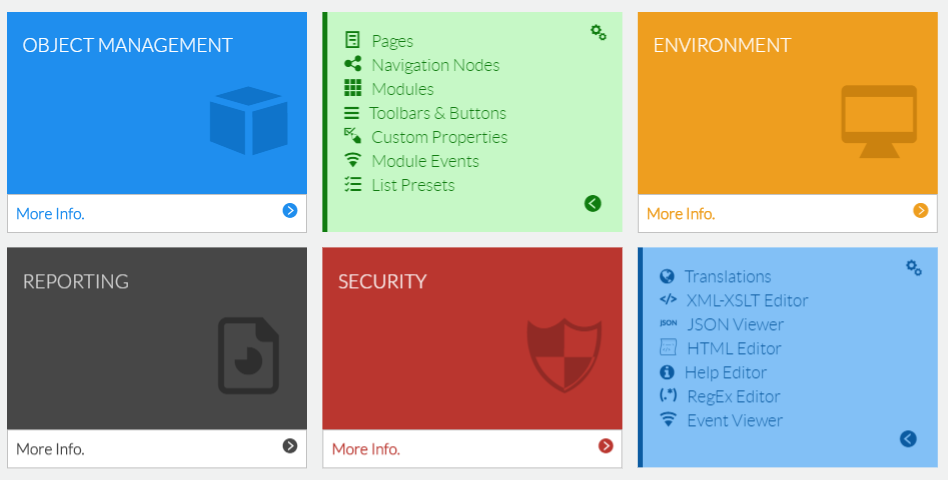 OBJECT MANAGEMENT
More Info.
Pages
Navigation Nodes
Modules
Toolbars & Buttons
Custom Properties
Module Events
List Presets
ENVIRONMENT
More Info.
REPORTING
More Info.
SECURITY
More Info.
Translations
</> XML-XSLT Editor
JSON JSON Viewer
HTML Editor
Help Editor
(.*) RegEx Editor
Event Viewer